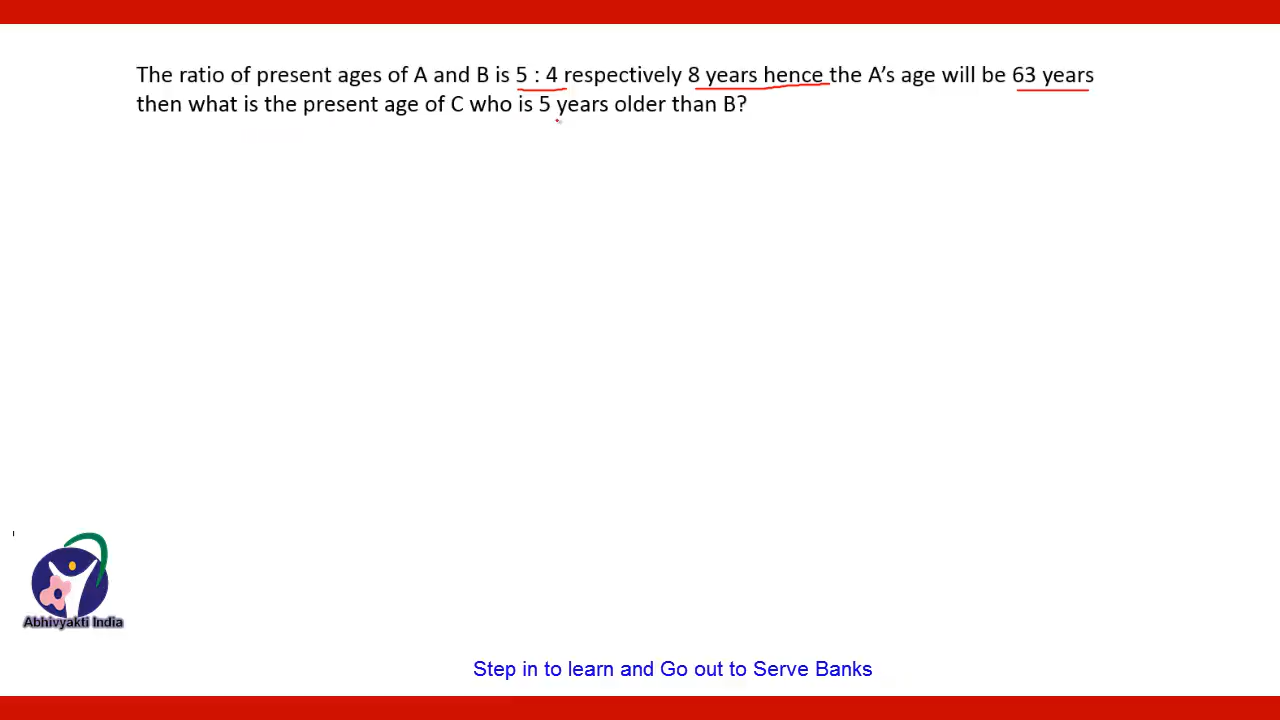 The ratio of present ages of A and B is 5 : 4 respectively 8 years hence the A's age will be 63 years
then what is the present age of C who is 5 years older than B?
Abhivyakti India
Step in to learn and Go out to Serve Banks